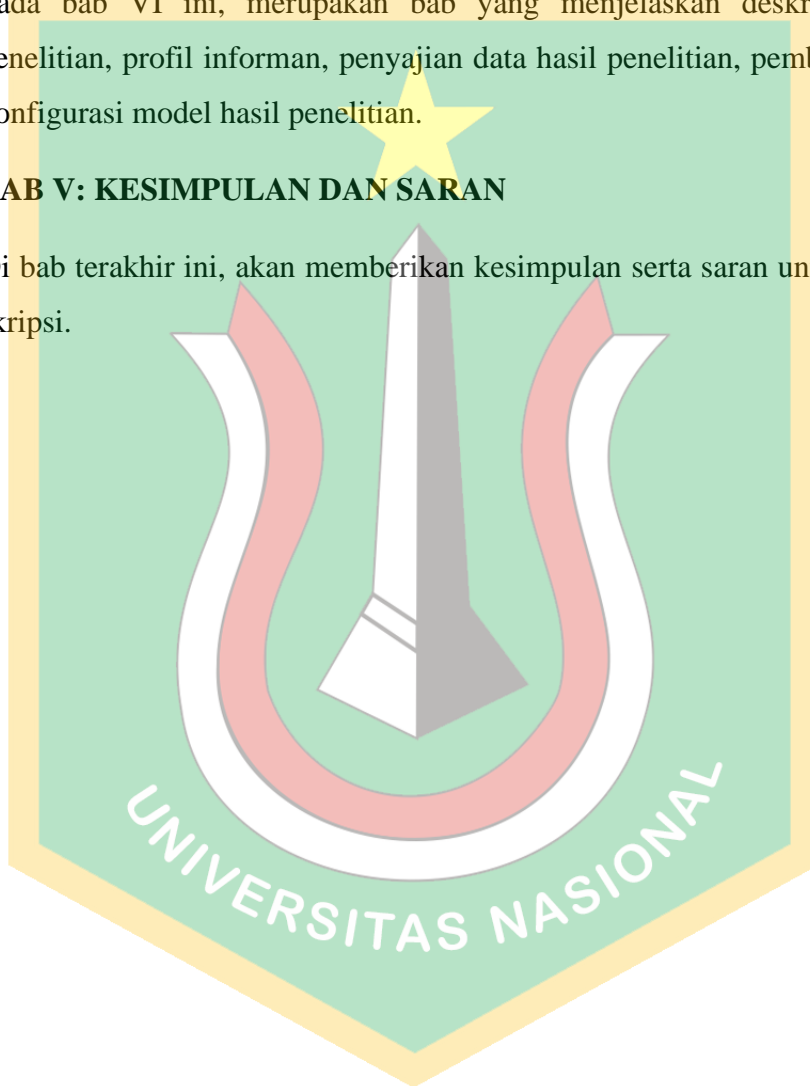 ada bab VI ini, merupakan bab yang menjelaskan deskr
enelitian, profil informan, penyajian data hasil penelitian, pemb
onfigurasi model hasil penelitian.
AB V: KESIMPULAN DAN SARAN
i bab terakhir ini, akan memberikan kesimpulan serta saran un
kripsi.
UNIVERSITAS NASIONAL